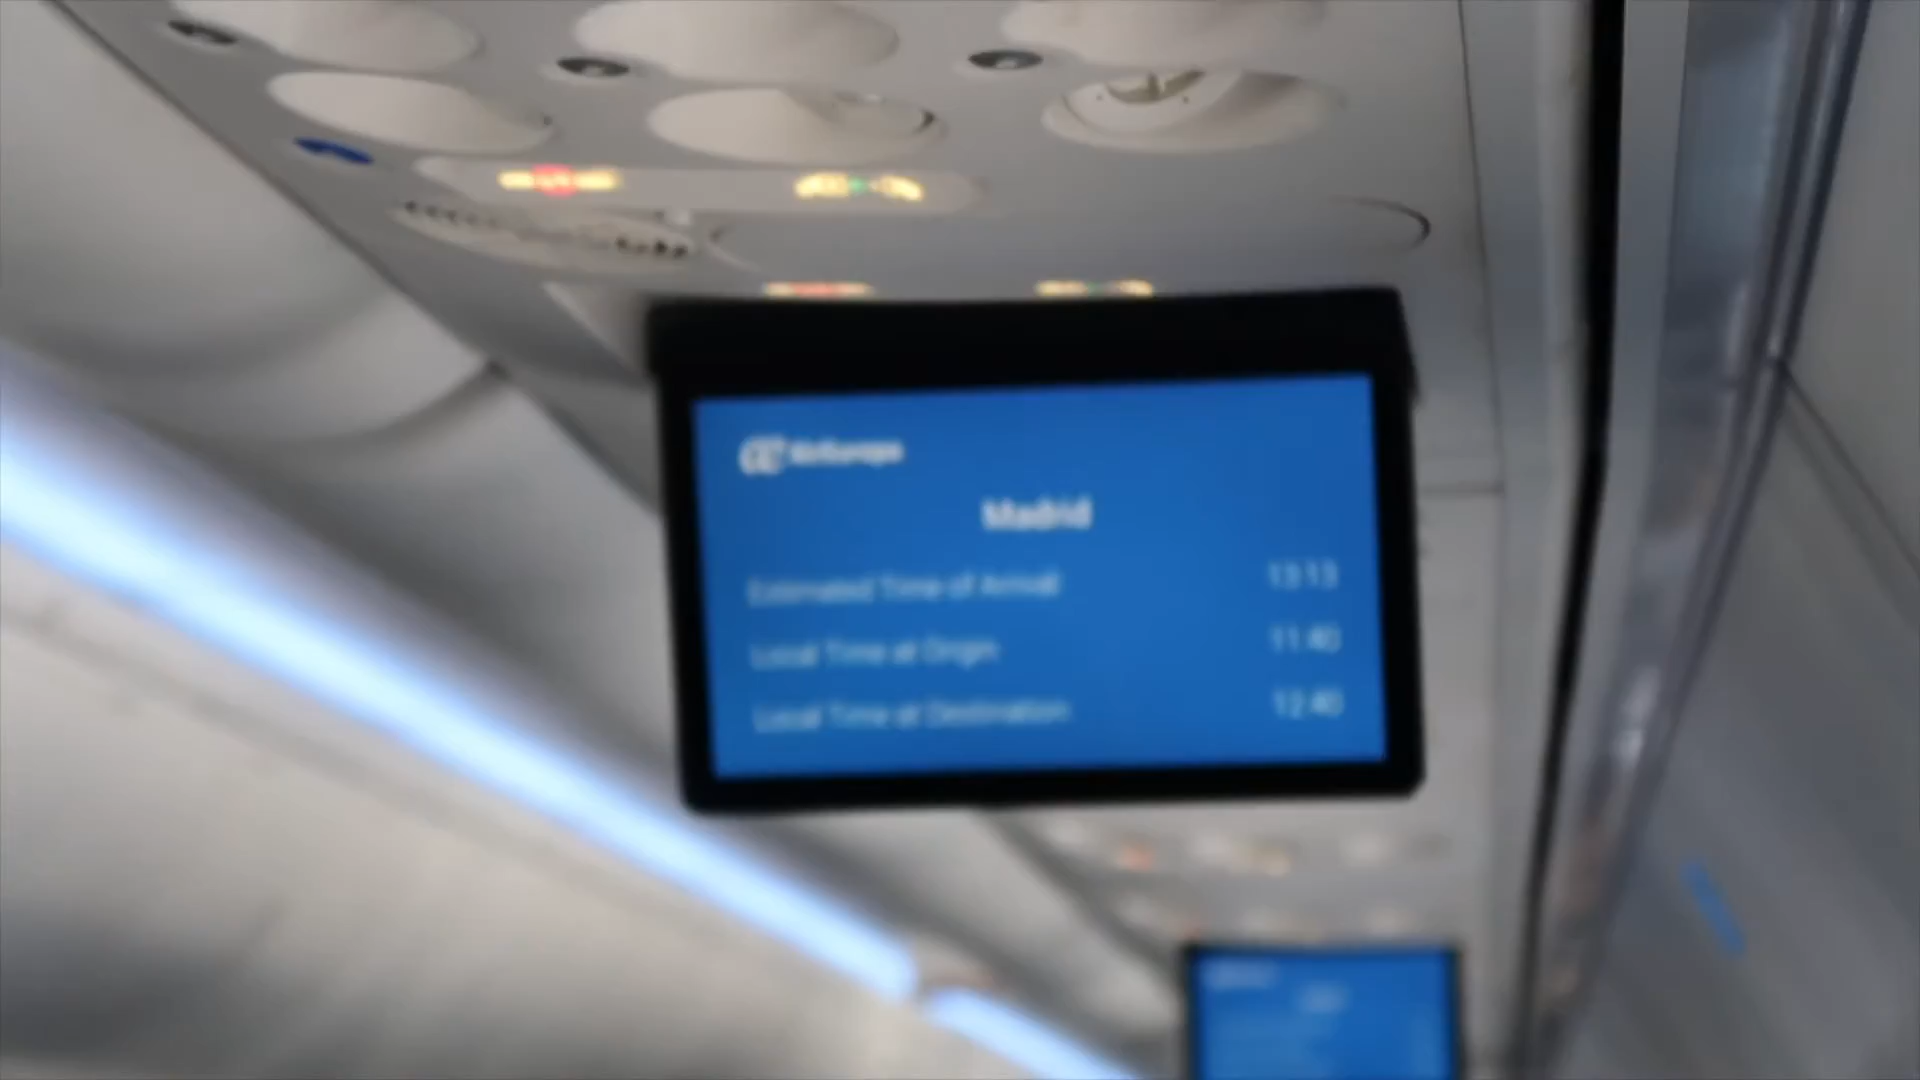 AirEuropa
Madrid
Estimated Time of Arrival 13:13
Local Time at Origin 11:40
Local Time at Destination 12:40